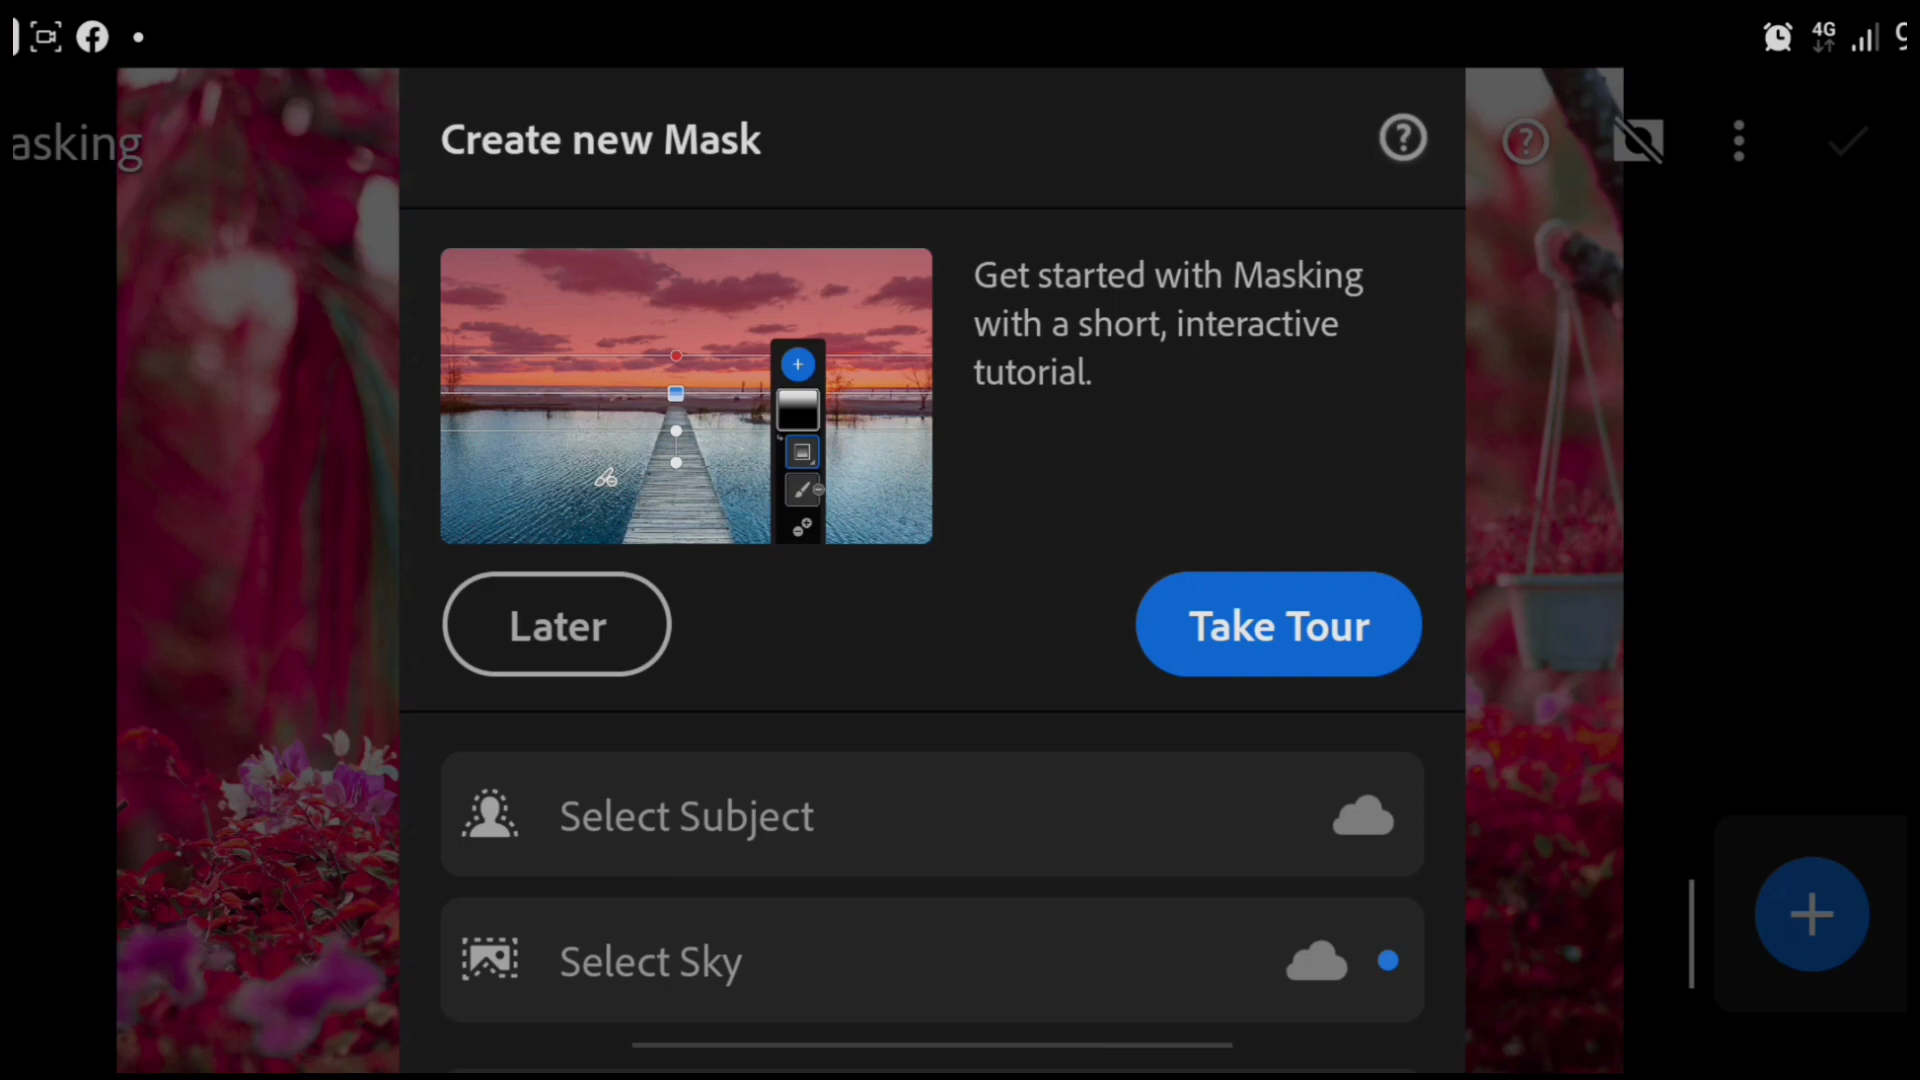 4G
asking
Create new Mask
Get started with Masking
with a short, interactive
tutorial.
Later
Take Tour
Select Subject
Select Sky